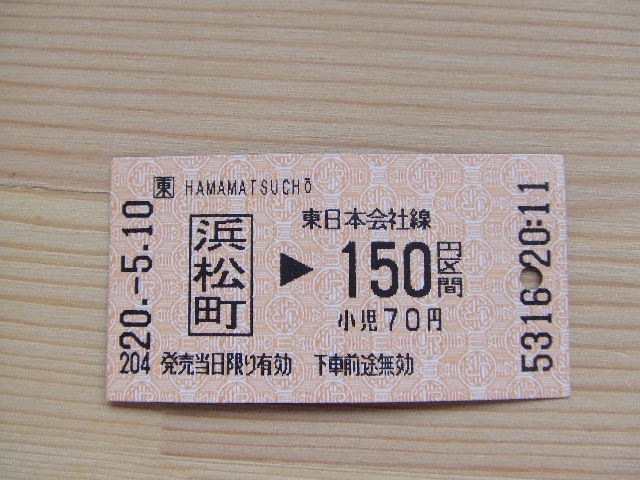 東 HAMAMATSUCHŌ
浜松町
▶
東日本会社線
150円区間
小児70円
20.-5.10
204 発売当日限り有効 下車前途無効
5316 20:11